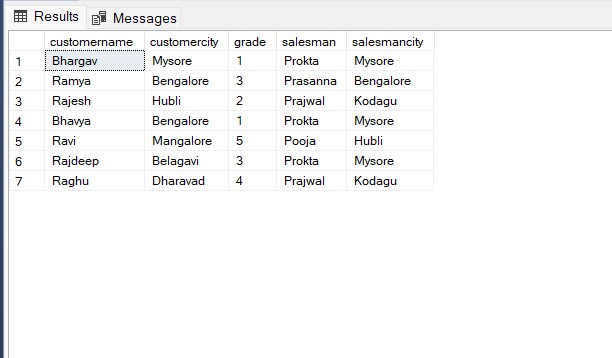 Results Messages
customername customercity grade salesman salesmancity
1 Bhargav Mysore 1 Prokta Mysore
2 Ramya Bengalore 3 Prasanna Bengalore
3 Rajesh Hubli 2 Prajwal Kodagu
4 Bhavya Bengalore 1 Prokta Mysore
5 Ravi Mangalore 5 Pooja Hubli
6 Rajdeep Belagavi 3 Prokta Mysore
7 Raghu Dharavad 4 Prajwal Kodagu